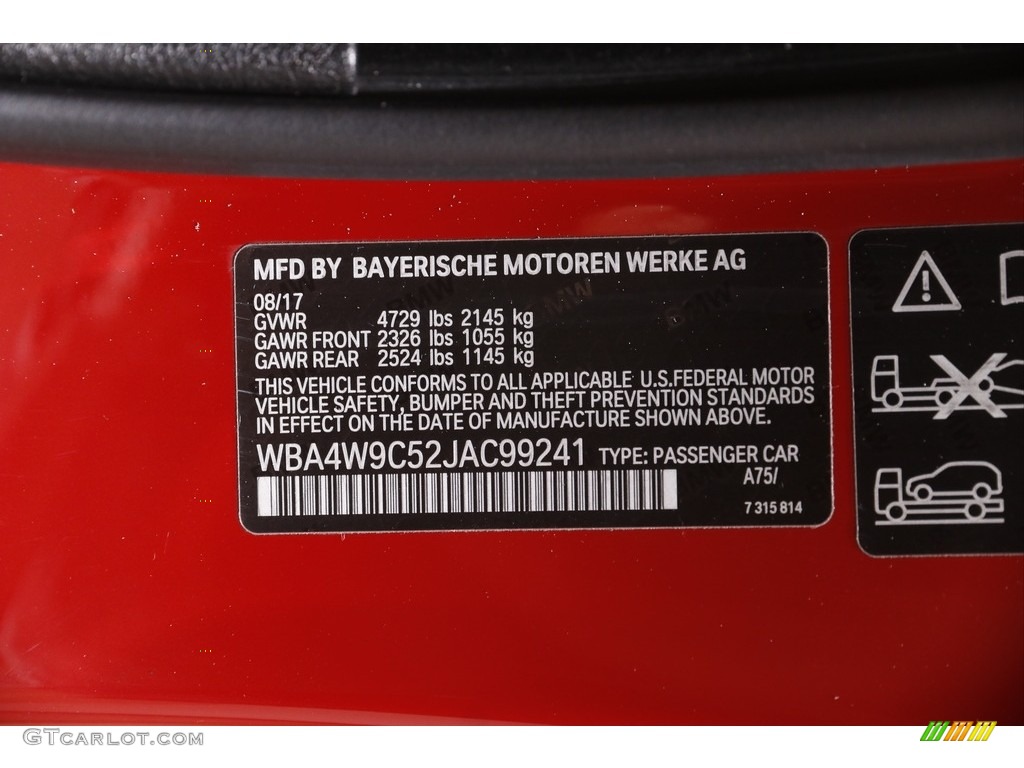 MFD BY BAYERISCHE MOTOREN WERKE AG
08/17
GVWR 4729 lbs 2145 kg
GAWR FRONT 2326 lbs 1055 kg
GAWR REAR 2524 lbs 1145 kg
THIS VEHICLE CONFORMS TO ALL APPLICABLE U.S.FEDERAL MOTOR
VEHICLE SAFETY, BUMPER AND THEFT PREVENTION STANDARDS
IN EFFECT ON THE DATE OF MANUFACTURE SHOWN ABOVE.
WBA4W9C52JAC99241 TYPE: PASSENGER CAR
A75/
7 315 814
GTCARLOT.COM